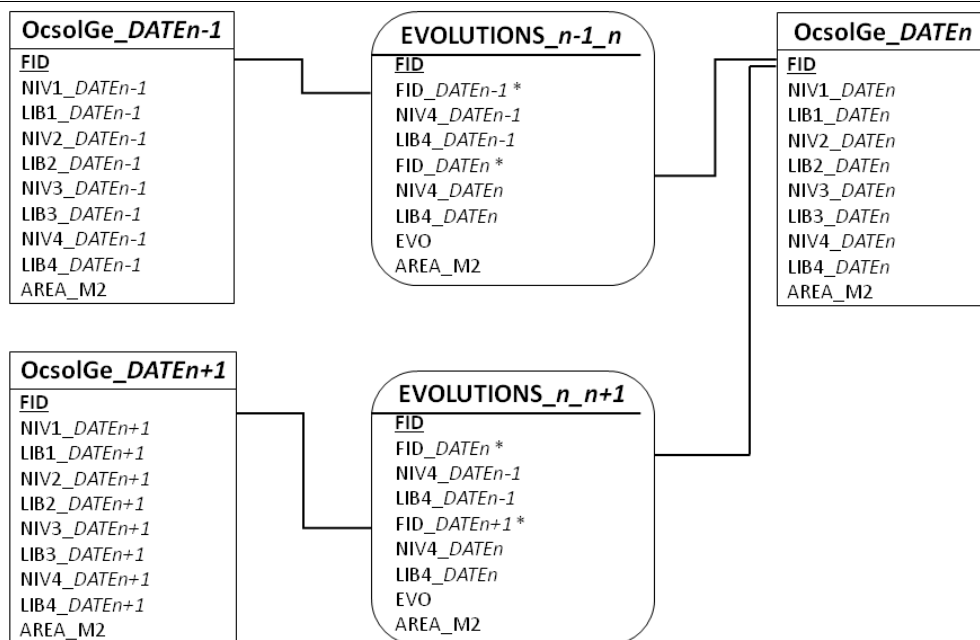 OcsolGe_DATEn-1
FID
NIV1_DATEn-1
LIB1_DATEn-1
NIV2_DATEn-1
LIB2_DATEn-1
NIV3_DATEn-1
LIB3_DATEn-1
NIV4_DATEn-1
LIB4_DATEn-1
AREA_M2
EVOLUTIONS_n-1_n
FID
FID_DATEn-1 *
NIV4_DATEn-1
LIB4_DATEn-1
FID_DATEn *
NIV4_DATEn
LIB4_DATEn
EVO
AREA_M2
OcsolGe_DATEn
FID
NIV1_DATEn
LIB1_DATEn
NIV2_DATEn
LIB2_DATEn
NIV3_DATEn
LIB3_DATEn
NIV4_DATEn
LIB4_DATEn
AREA_M2
OcsolGe_DATEn+1
FID
NIV1_DATEn+1
LIB1_DATEn+1
NIV2_DATEn+1
LIB2_DATEn+1
NIV3_DATEn+1
LIB3_DATEn+1
NIV4_DATEn+1
LIB4_DATEn+1
AREA_M2
EVOLUTIONS_n_n+1
FID
FID_DATEn *
NIV4_DATEn-1
LIB4_DATEn-1
FID_DATEn+1 *
NIV4_DATEn
LIB4_DATEn
EVO
AREA_M2